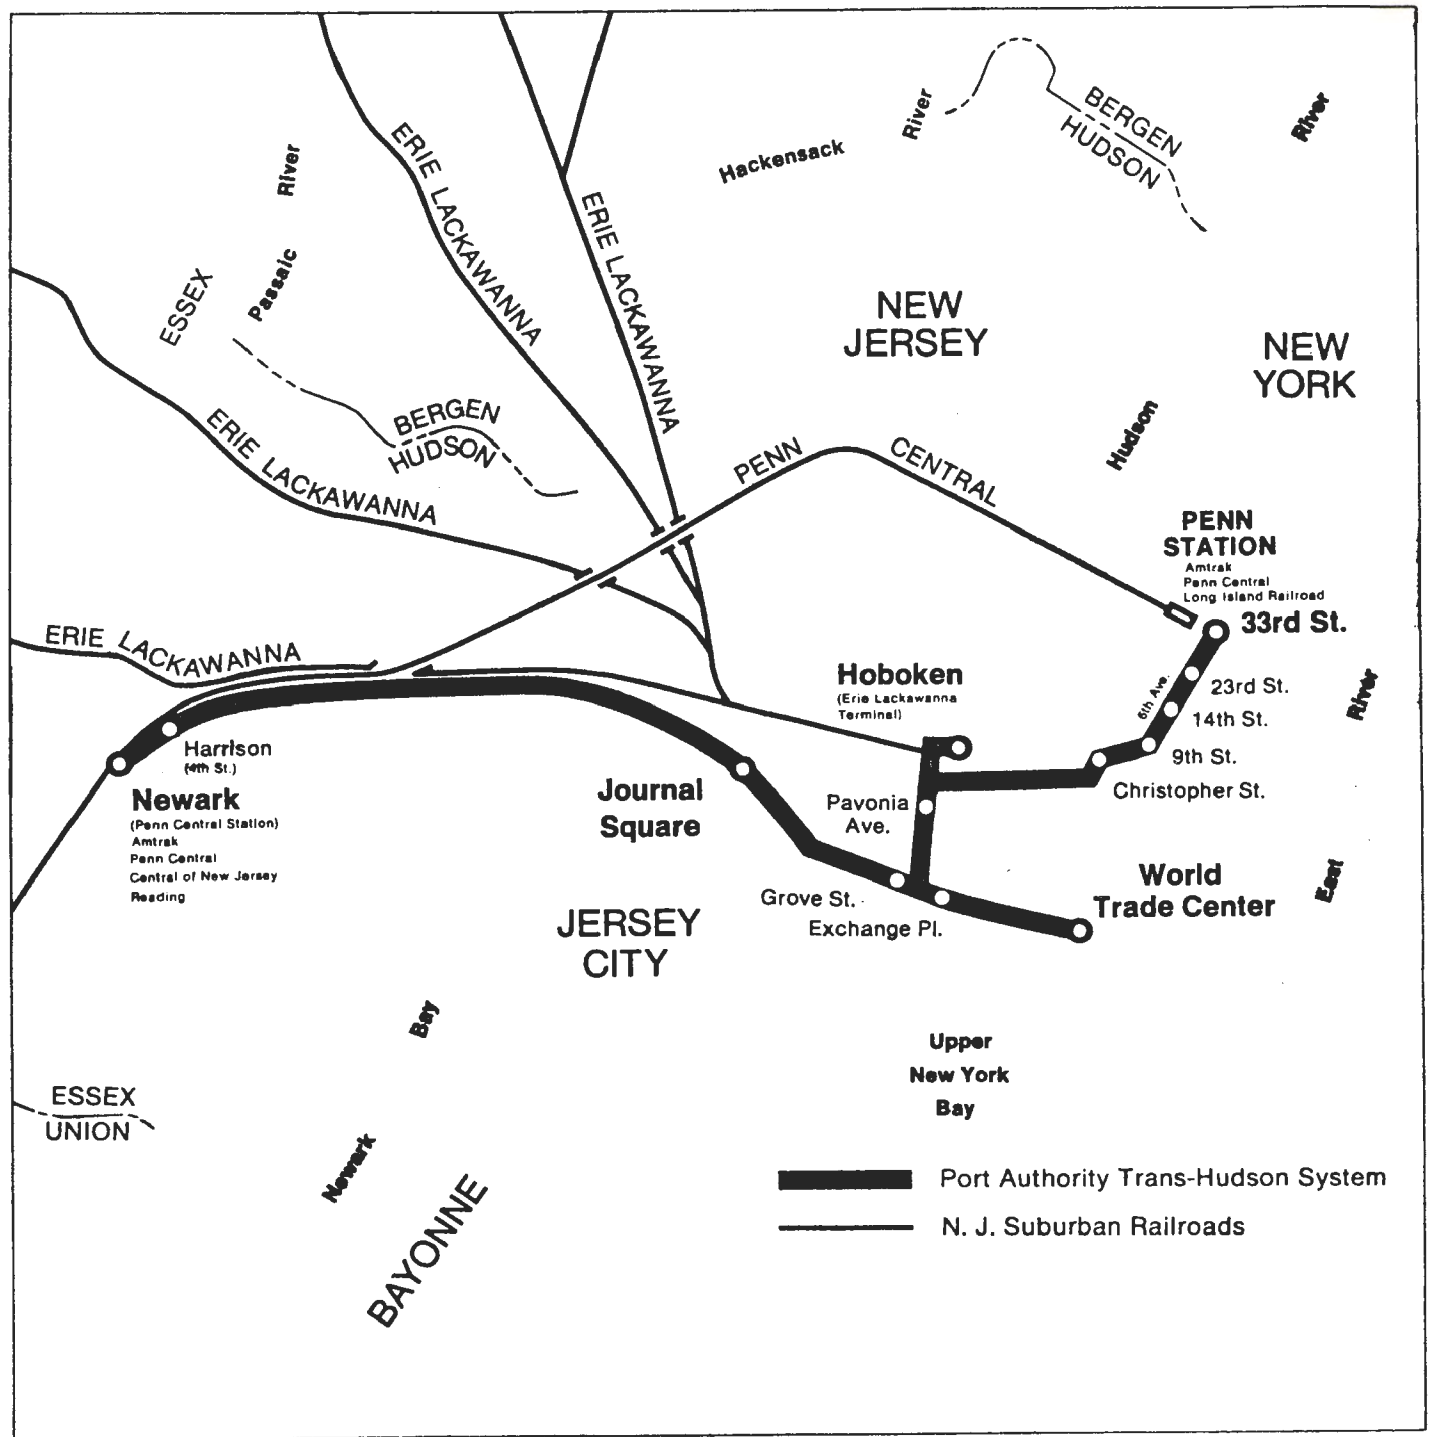 BERGEN
HUDSON
River
River
Hackensack
River
Passaic
ESSEX
ERIE LACKAWANNA
ERIE LACKAWANNA
NEW
JERSEY
NEW
YORK
BERGEN
HUDSON
ERIE LACKAWANNA
Hudson
PENN CENTRAL
PENN
STATION
Amtrak
Penn Central
Long Island Railroad
33rd St.
ERIE LACKAWANNA
Hoboken
(Erie Lackawanna
Terminal)
6th Ave.
23rd St.
14th St.
9th St.
Christopher St.
River
East
Harrison
(4th St.)
Newark
(Penn Central Station)
Amtrak
Penn Central
Central of New Jersey
Reading
Journal
Square
Pavonia
Ave.
Grove St.
Exchange Pl.
World
Trade Center
JERSEY
CITY
Bay
Newark
Upper
New York
Bay
ESSEX
UNION
BAYONNE
Port Authority Trans-Hudson System
N. J. Suburban Railroads